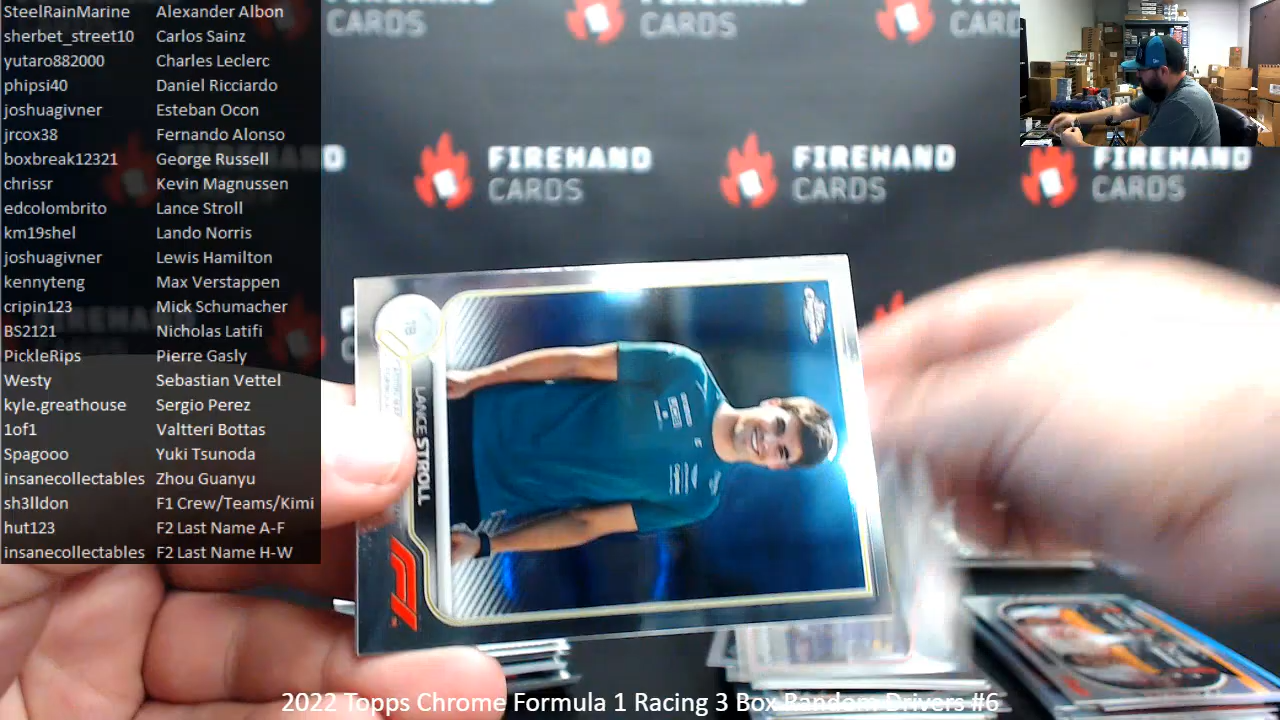 SteelRainMarine Alexander Albon
sherbet_street10 Carlos Sainz
yutaro882000 Charles Leclerc
phipsi40 Daniel Ricciardo
joshuagivner Esteban Ocon
jrcox38 Fernando Alonso
boxbreak12321 George Russell
chrissr Kevin Magnussen
edcolombrito Lance Stroll
km19shel Lando Norris
joshuagivner Lewis Hamilton
kennyteng Max Verstappen
cripin123 Mick Schumacher
BS2121 Nicholas Latifi
PickleRips Pierre Gasly
Westy Sebastian Vettel
kyle.greathouse Sergio Perez
1of1 Valtteri Bottas
Spagooo Yuki Tsunoda
insanecollectables Zhou Guanyu
sh3lldon F1 Crew/Teams/Kimi
hut123 F2 Last Name A-F
insanecollectables F2 Last Name H-W
FIREHAND
CARDS
CARDS
CARDS
FIREHAND
CARDS
FIREHAND
CARDS
FIREHAND
CARDS
18
LANCE STROLL
F1
2022 Topps Chrome Formula 1 Racing 3 Box Random Drivers #6